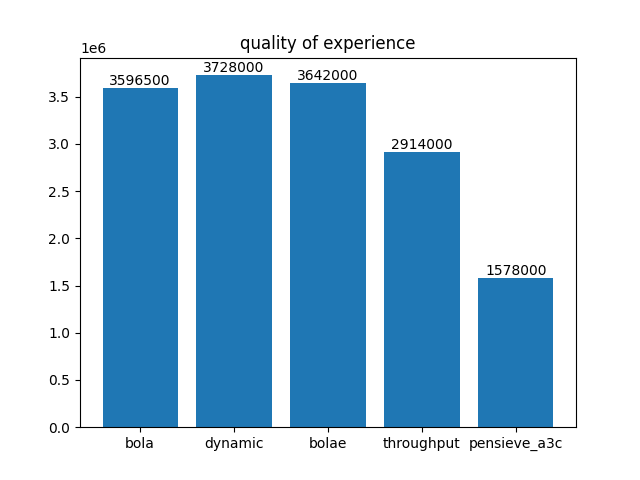 quality of experience
1e6
3596500
3728000
3642000
2914000
1578000
3.5
3.0
2.5
2.0
1.5
1.0
0.5
0.0
bola
dynamic
bolae
throughput
pensieve_a3c